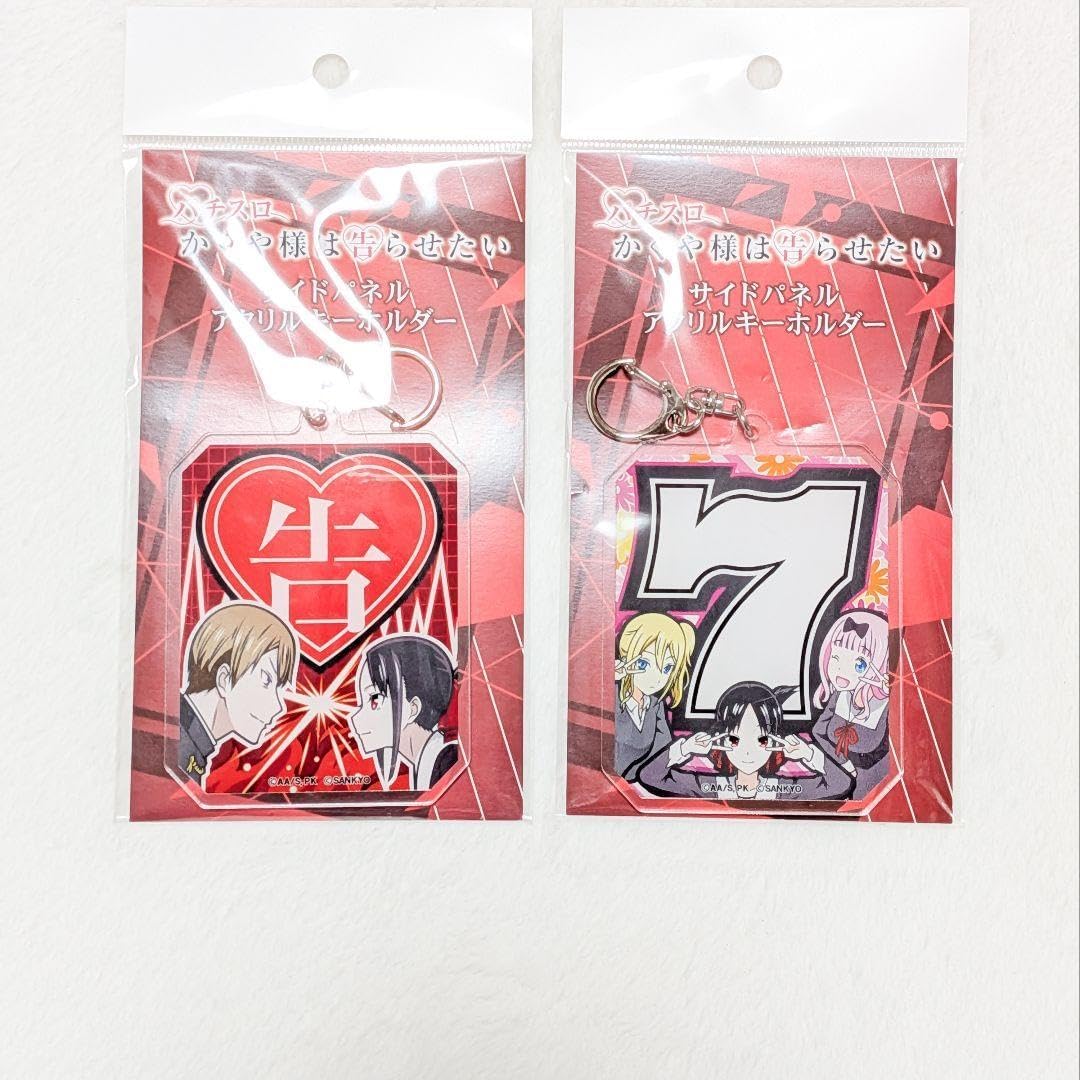 パチスロ
かぐや様は告らせたい
サイドパネル
アクリルキーホルダー
告
©AA/S,PK ©SANKYO
パチスロ
かぐや様は告らせたい
サイドパネル
アクリルキーホルダー
7
©AA/S,PK ©SANKYO